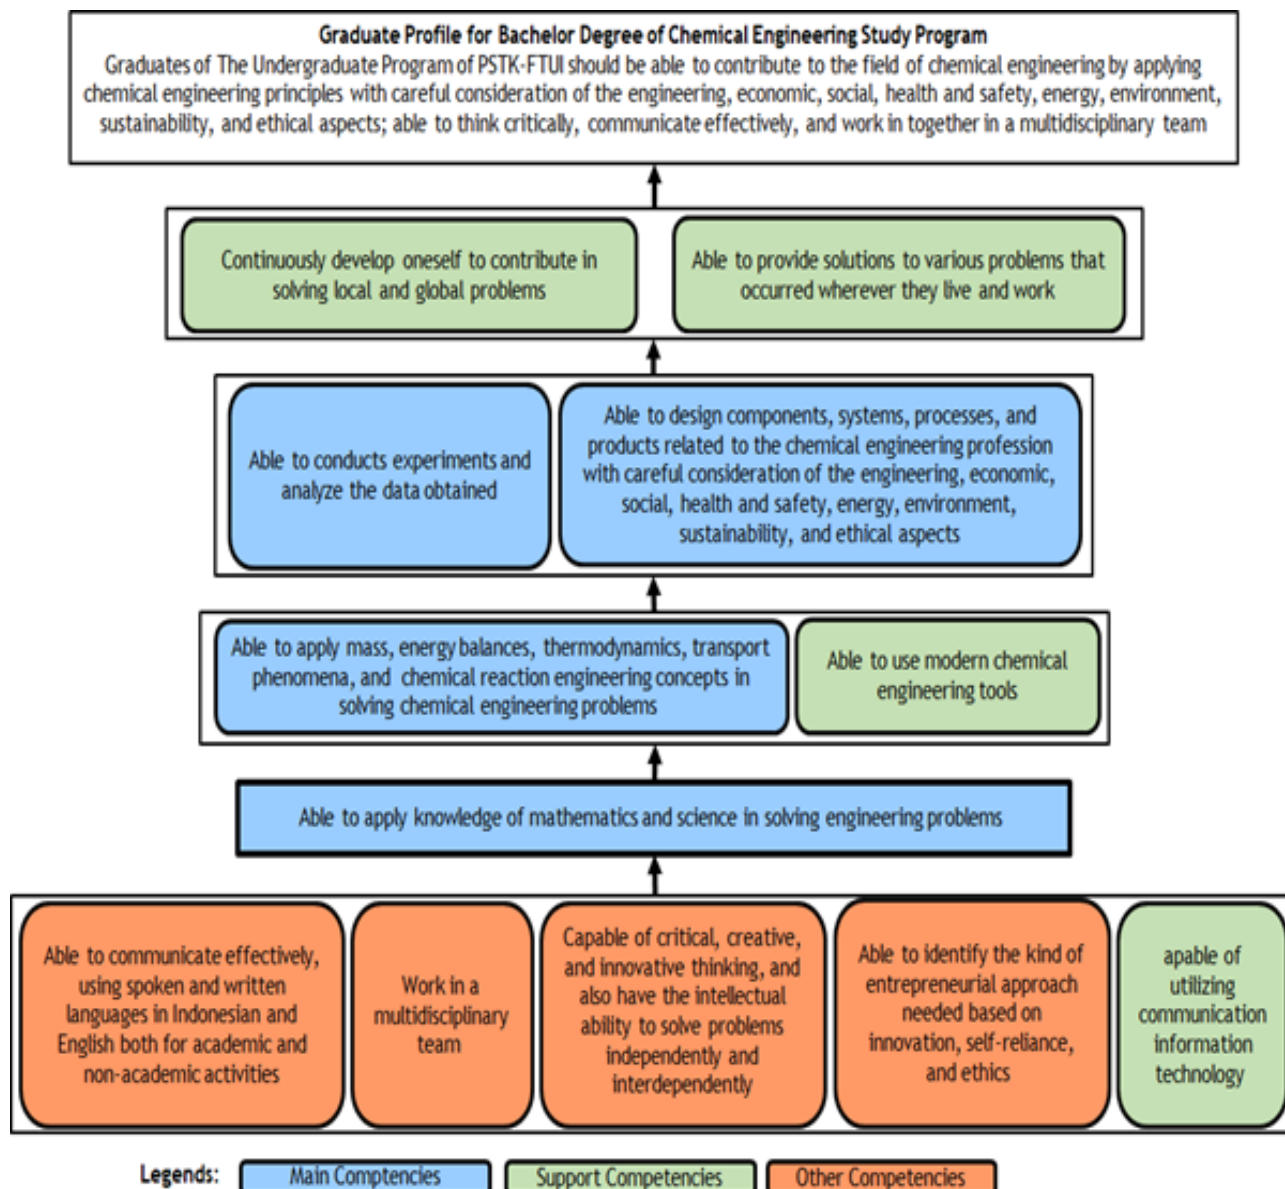 Graduate Profile for Bachelor Degree of Chemical Engineering Study Program
Graduates of The Undergraduate Program of PSTK-FTUI should be able to contribute to the field of chemical engineering by applying
chemical engineering principles with careful consideration of the engineering, economic, social, health and safety, energy, environment,
sustainability, and ethical aspects; able to think critically, communicate effectively, and work in together in a multidisciplinary team
Continuously develop oneself to contribute in
solving local and global problems
Able to provide solutions to various problems that
occurred wherever they live and work
Able to conducts experiments and
analyze the data obtained
Able to design components, systems, processes, and
products related to the chemical engineering profession
with careful consideration of the engineering, economic,
social, health and safety, energy, environment,
sustainability, and ethical aspects
Able to apply mass, energy balances, thermodynamics, transport
phenomena, and chemical reaction engineering concepts in
solving chemical engineering problems
Able to use modern chemical
engineering tools
Able to apply knowledge of mathematics and science in solving engineering problems
Able to communicate effectively,
using spoken and written
languages in Indonesian and
English both for academic and
non-academic activities
Work in a
multidisciplinary
team
Capable of critical, creative,
and innovative thinking, and
also have the intellectual
ability to solve problems
independently and
interdependently
Able to identify the kind of
entrepreneurial approach
needed based on
innovation, self-reliance,
and ethics
apable of
utilizing
communication
information
technology
Legends:
Main Comptencies
Support Competencies
Other Competencies